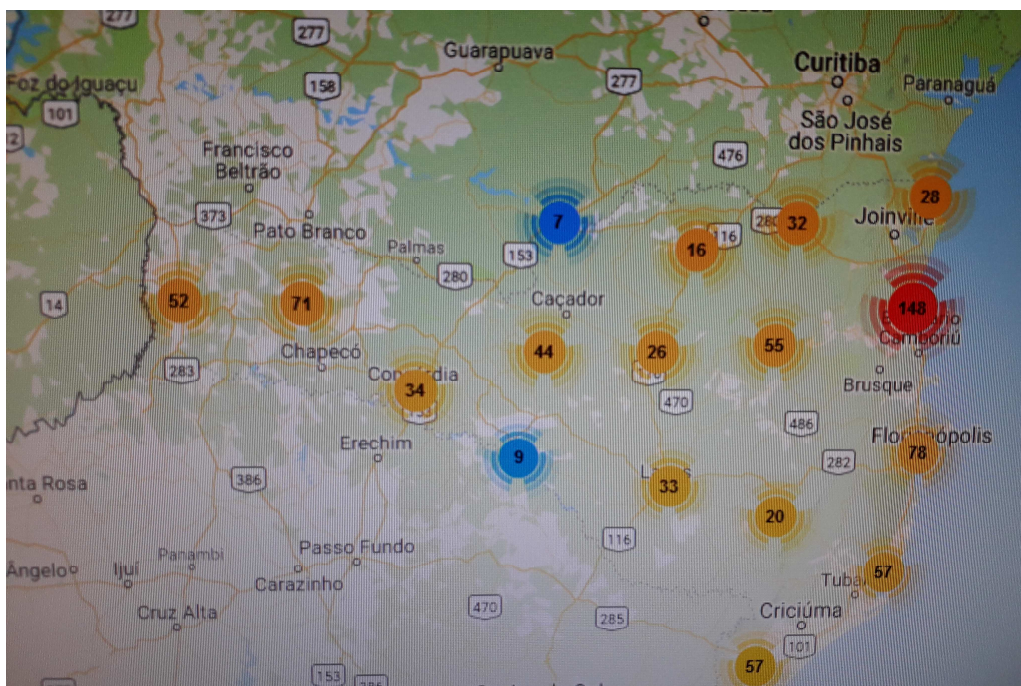 277
277
Guarapuava
158
277
Curitiba
Paranaguá
Foz do Iguaçu
101
São José
dos Pinhais
Francisco
Beltrão
476
28
373
7
280
32
Joinville
Pato Branco
116
16
Palmas
153
280
52
71
14
Caçador
148
Camboriú
44
26
55
Chapecó
283
Concórdia
34
Brusque
470
486
Erechim
Florianópolis
78
9
282
386
33
20
116
Passo Fundo
Panambi
Ijuí
Carazinho
57
Cruz Alta
470
285
Criciúma
101
57
153